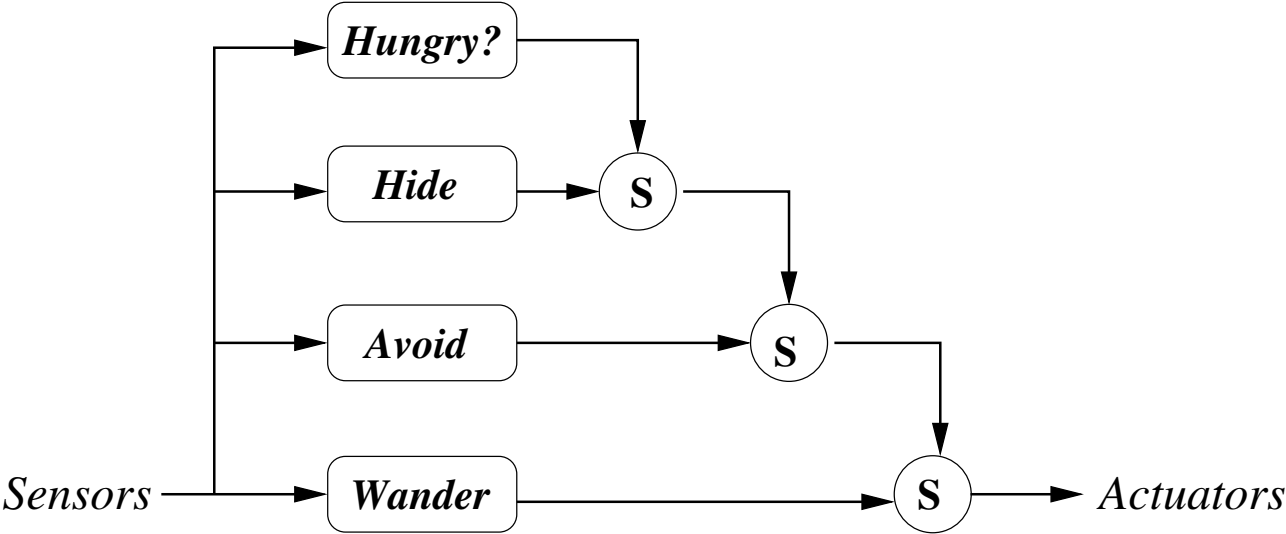 Hungry?
Hide
S
Avoid
S
Sensors
Wander
S
Actuators